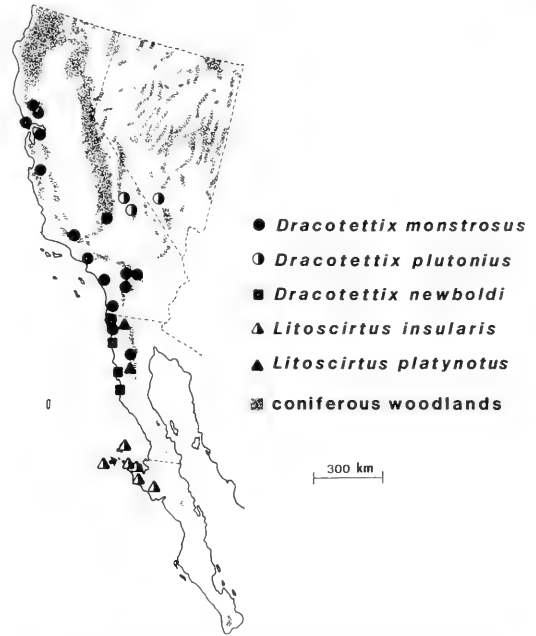 Dracotettix monstrosus
Dracotettix plutonius
Dracotettix newboldi
Litoscirtus insularis
Litoscirtus platynotus
coniferous woodlands
300 km